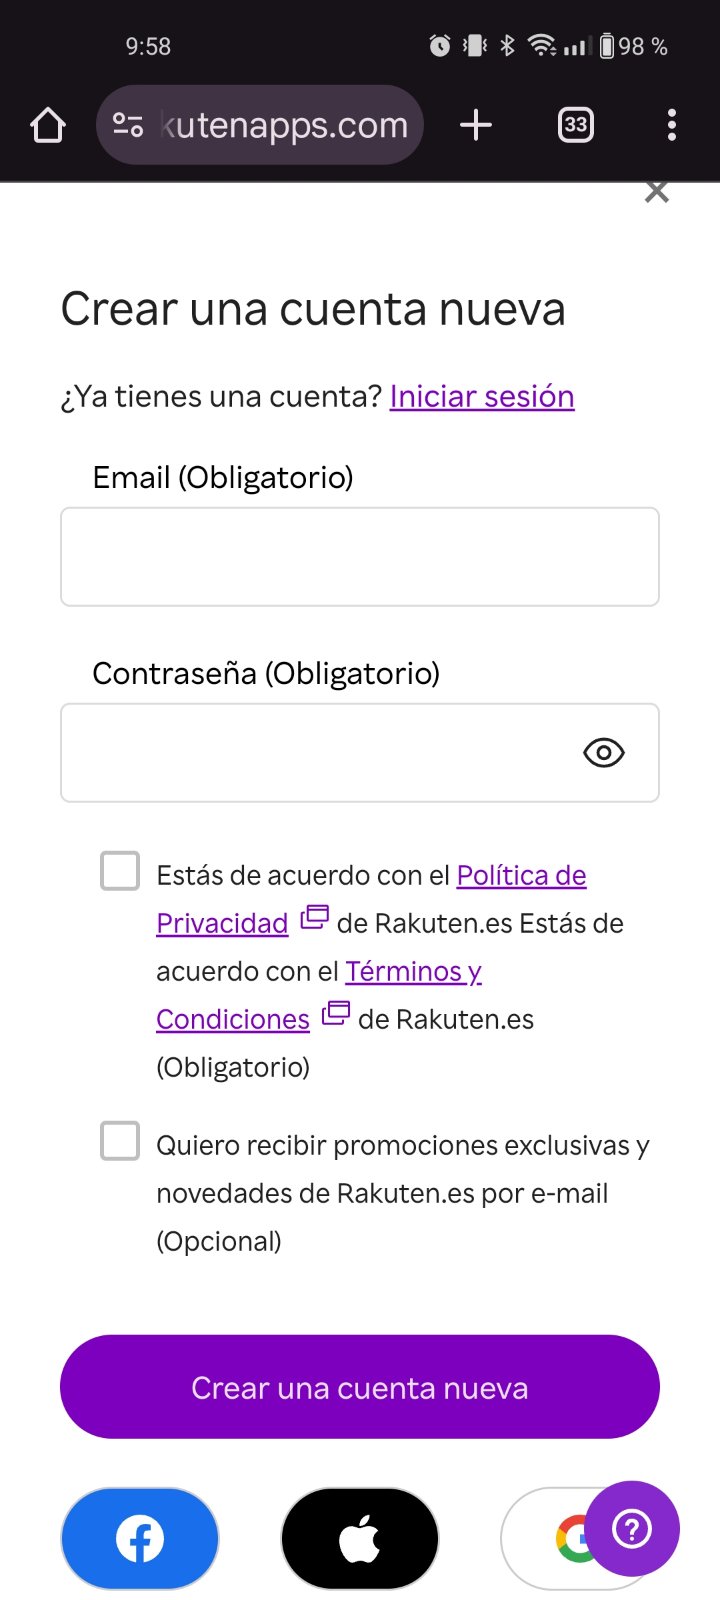 9:58
98 %
kutenapps.com
33
Crear una cuenta nueva
¿Ya tienes una cuenta? Iniciar sesión
Email (Obligatorio)
Contraseña (Obligatorio)
Estás de acuerdo con el Política de
Privacidad de Rakuten.es Estás de
acuerdo con el Términos y
Condiciones de Rakuten.es
(Obligatorio)
Quiero recibir promociones exclusivas y
novedades de Rakuten.es por e-mail
(Opcional)
Crear una cuenta nueva